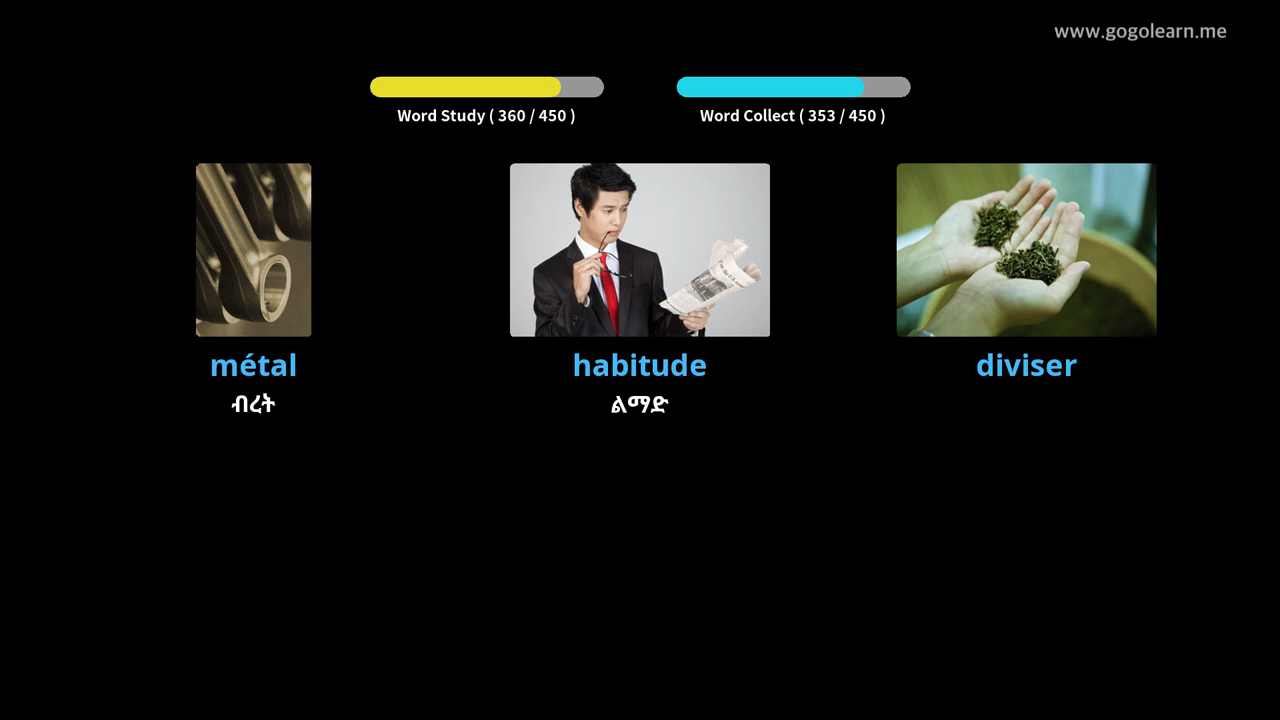 www.gogolearn.me
Word Study ( 360 / 450 )
Word Collect ( 353 / 450 )
métal
ብረት
habitude
ልማድ
diviser